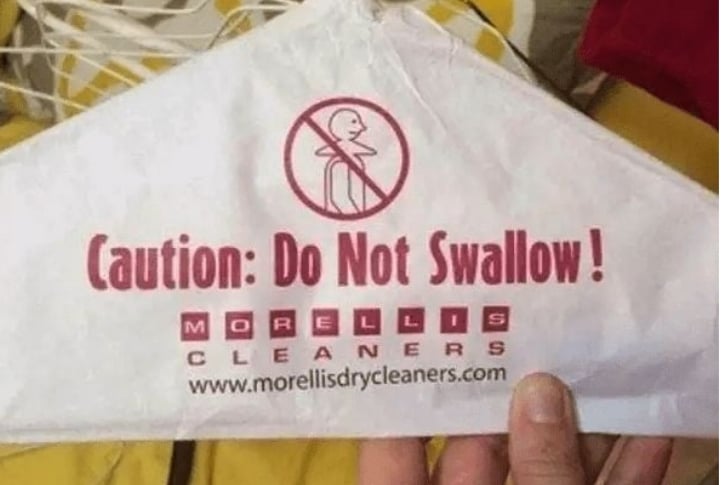 Caution: Do Not Swallow!
MORELLIS
CLEANERS
www.morellisdrycleaners.com